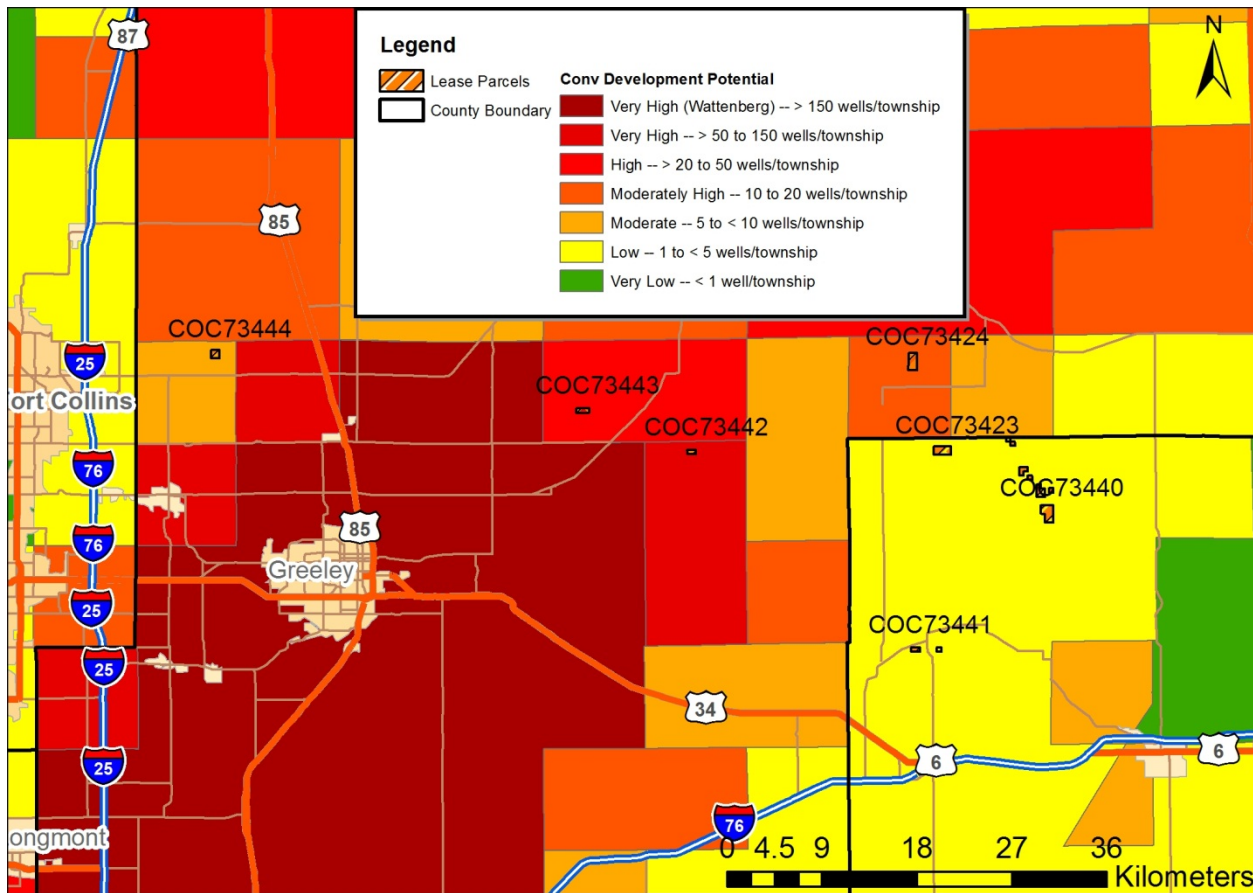 87
Legend
Lease Parcels
County Boundary
Conv Development Potential
Very High (Wattenberg) -- > 150 wells/township
Very High -- > 50 to 150 wells/township
High -- > 20 to 50 wells/township
Moderately High -- 10 to 20 wells/township
Moderate -- 5 to < 10 wells/township
Low -- 1 to < 5 wells/township
Very Low -- < 1 well/township
N
85
COC73444
COC73424
25
COC73443
ort Collins
COC73442
COC73423
76
COC73440
85
76
Greeley
25
COC73441
25
34
6
6
25
76
ongmont
0 4.5 9 18 27 36
Kilometers